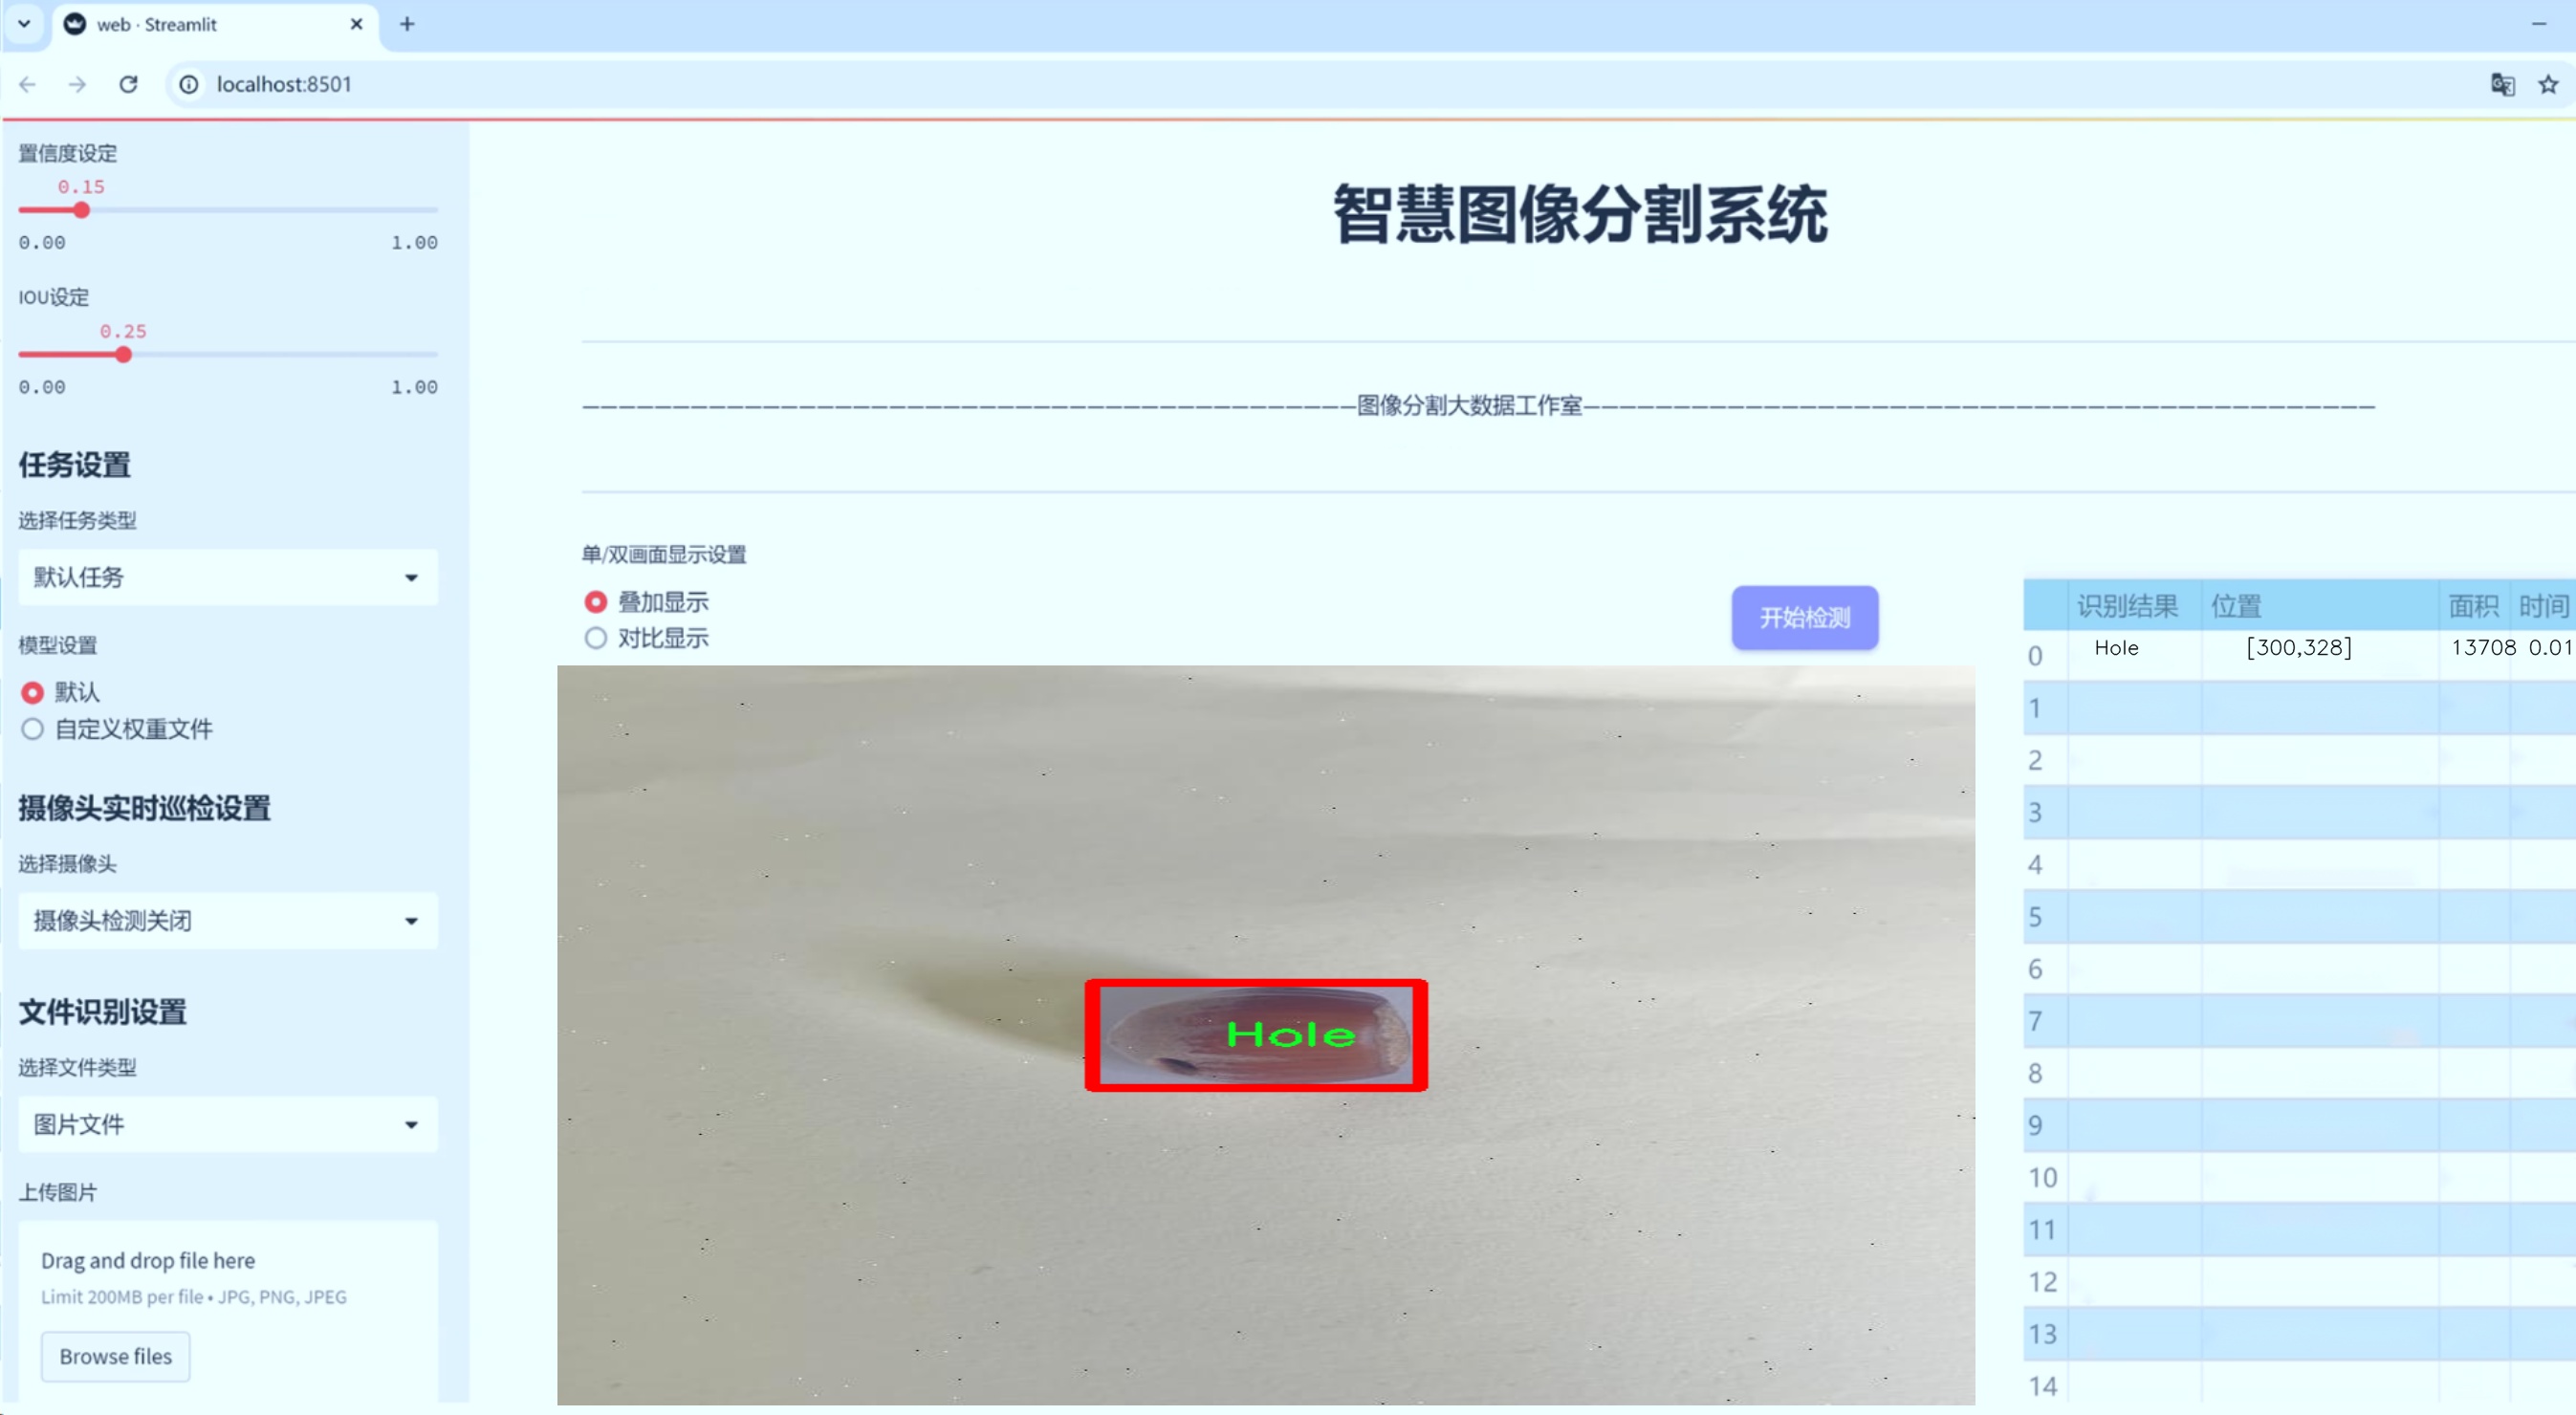 web · Streamlit
localhost:8501
置信度设定
0.15
0.00 1.00
IOU设定
0.25
0.00 1.00
任务设置
选择任务类型
默认任务
模型设置
默认
自定义权重文件
摄像头实时巡检设置
选择摄像头
摄像头检测关闭
文件识别设置
选择文件类型
图片文件
上传图片
Drag and drop file here
Limit 200MB per file • JPG, PNG, JPEG
Browse files
智慧图像分割系统
———————————————————————————————————————————图像分割大数据工作室————————————————————————————————————————————
单/双画面显示设置
叠加显示
对比显示
开始检测
Hole
识别结果 位置 面积 时间
0 Hole [300,328] 13708 0.01
1
2
3
4
5
6
7
8
9
10
11
12
13
14